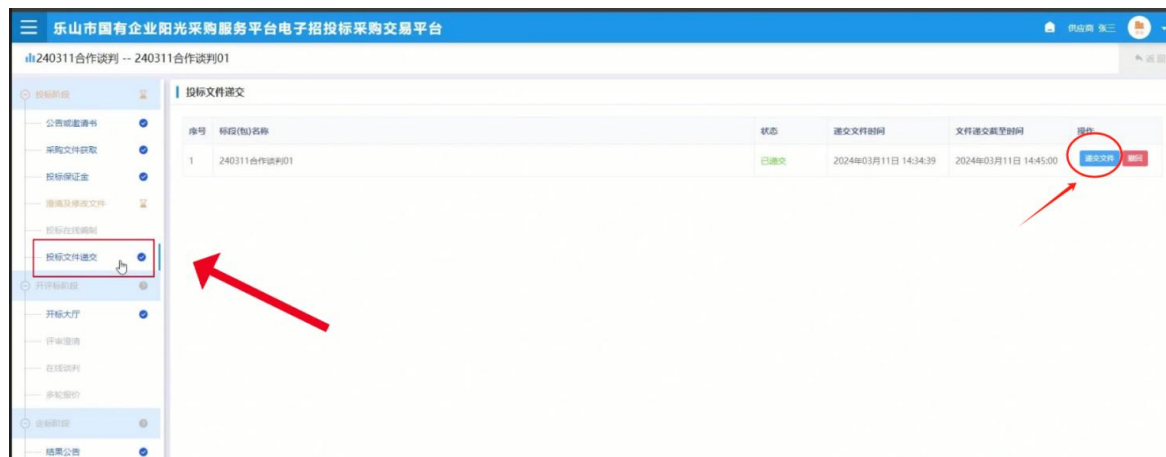 乐山市国有企业阳光采购服务平台电子招投标采购交易平台
供应商 张三
240311合作谈判 -- 240311合作谈判01
返回
投标阶段
公告或邀请书
采购文件获取
投标保证金
澄清及修改文件
投标在线编制
投标文件递交
开评标阶段
开标大厅
评审澄清
在线谈判
多轮报价
定标阶段
结果公告
投标文件递交
序号 标段(包)名称 状态 递交文件时间 文件递交截至时间 操作
1 240311合作谈判01 已递交 2024年03月11日 14:34:39 2024年03月11日 14:45:00 递交文件 撤回